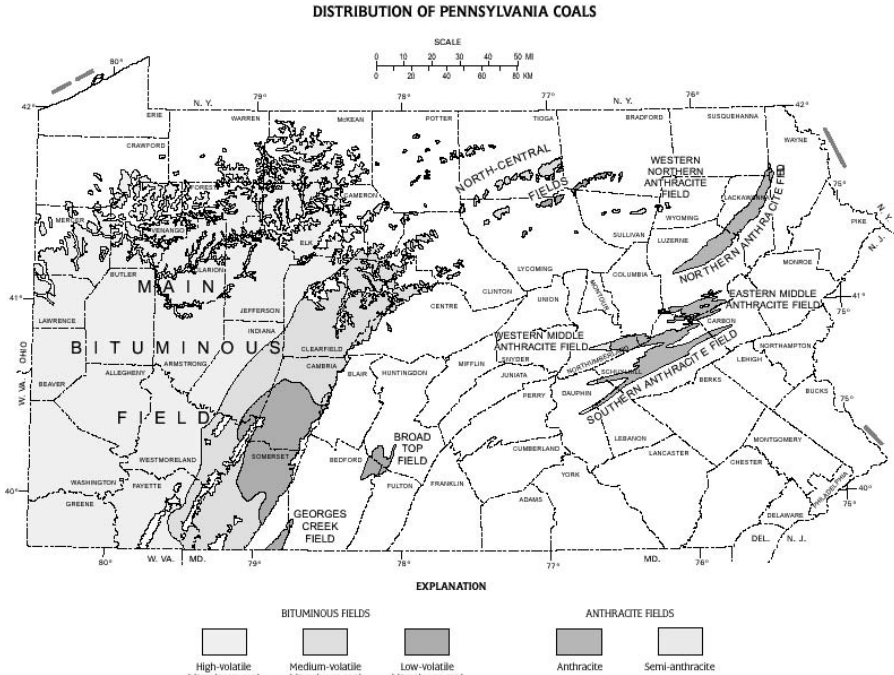 DISTRIBUTION OF PENNSYLVANIA COALS
SCALE
0 10 20 30 40 50 MI
0 20 40 60 80 KM
80°
79°
78°
77°
76°
42°
42°
N. Y.
N. Y.
ERIE
WARREN
McKEAN
POTTER
TIOGA
BRADFORD
SUSQUEHANNA
WAYNE
CRAWFORD
FOREST
CAMERON
NORTH-CENTRAL
FIELDS
WESTERN
NORTHERN
ANTHRACITE
FIELD
75°
MERCER
VENANGO
ELK
WYOMING
SULLIVAN
LUZERNE
PIKE
N. J.
NORTHERN ANTHRACITE FIELD
BUTLER
CLARION
LYCOMING
COLUMBIA
MONROE
MAIN
CLINTON
UNION
MONTOUR
41°
41°
75°
CENTRE
JEFFERSON
EASTERN MIDDLE
ANTHRACITE FIELD
LAWRENCE
INDIANA
CARBON
BITUMINOUS
CLEARFIELD
WESTERN MIDDLE
ANTHRACITE FIELD
NORTHAMPTON
OHIO
W. VA.
ARMSTRONG
CAMBRIA
BLAIR
HUNTINGDON
MIFFLIN
SNYDER
JUNIATA
LEHIGH
ALLEGHENY
BEAVER
PERRY
DAUPHIN
SOUTHERN ANTHRACITE FIELD
BERKS
BUCKS
75°
FIELD
BROAD
TOP
FIELD
LEBANON
MONTGOMERY
WESTMORELAND
SOMERSET
BEDFORD
CUMBERLAND
LANCASTER
CHESTER
WASHINGTON
FAYETTE
FULTON
FRANKLIN
YORK
PHILADELPHIA
40°
40°
GREENE
ADAMS
GEORGES
CREEK
FIELD
DELAWARE
DEL.
N. J.
W. VA.
MD.
MD.
80°
79°
78°
77°
76°
EXPLANATION
BITUMINOUS FIELDS
ANTHRACITE FIELDS
High-volatile
Medium-volatile
Low-volatile
Anthracite
Semi-anthracite